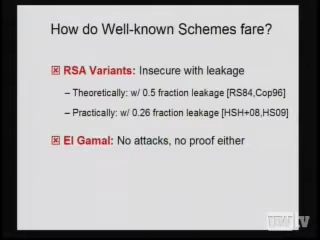 How do Well-known Schemes fare?
RSA Variants: Insecure with leakage
– Theoretically: w/ 0.5 fraction leakage [RS84,Cop96]
– Practically: w/ 0.26 fraction leakage [HSH+08,HS09]
El Gamal: No attacks, no proof either